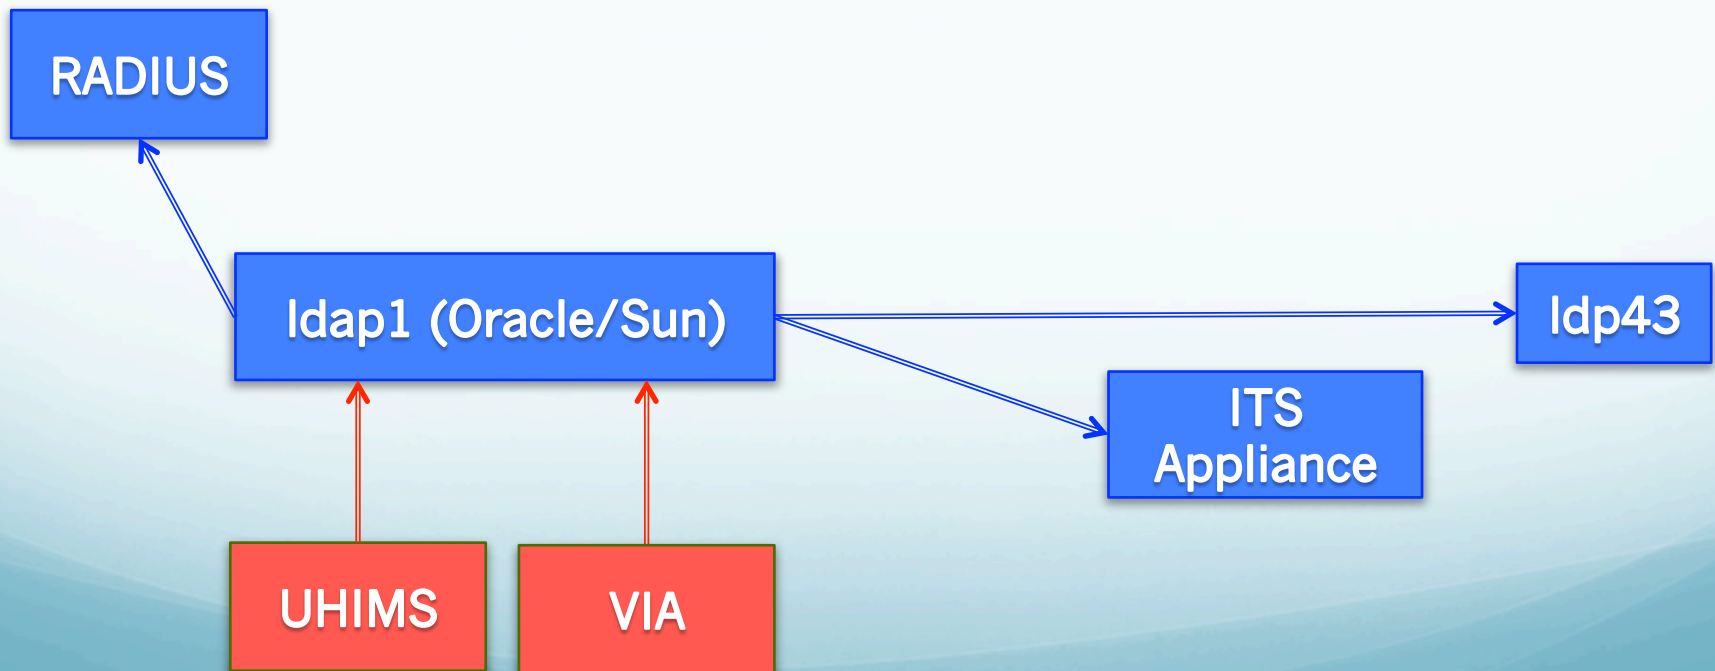 RADIUS
ldap1 (Oracle/Sun)
ldp43
ITS
Appliance
UHIMS
VIA